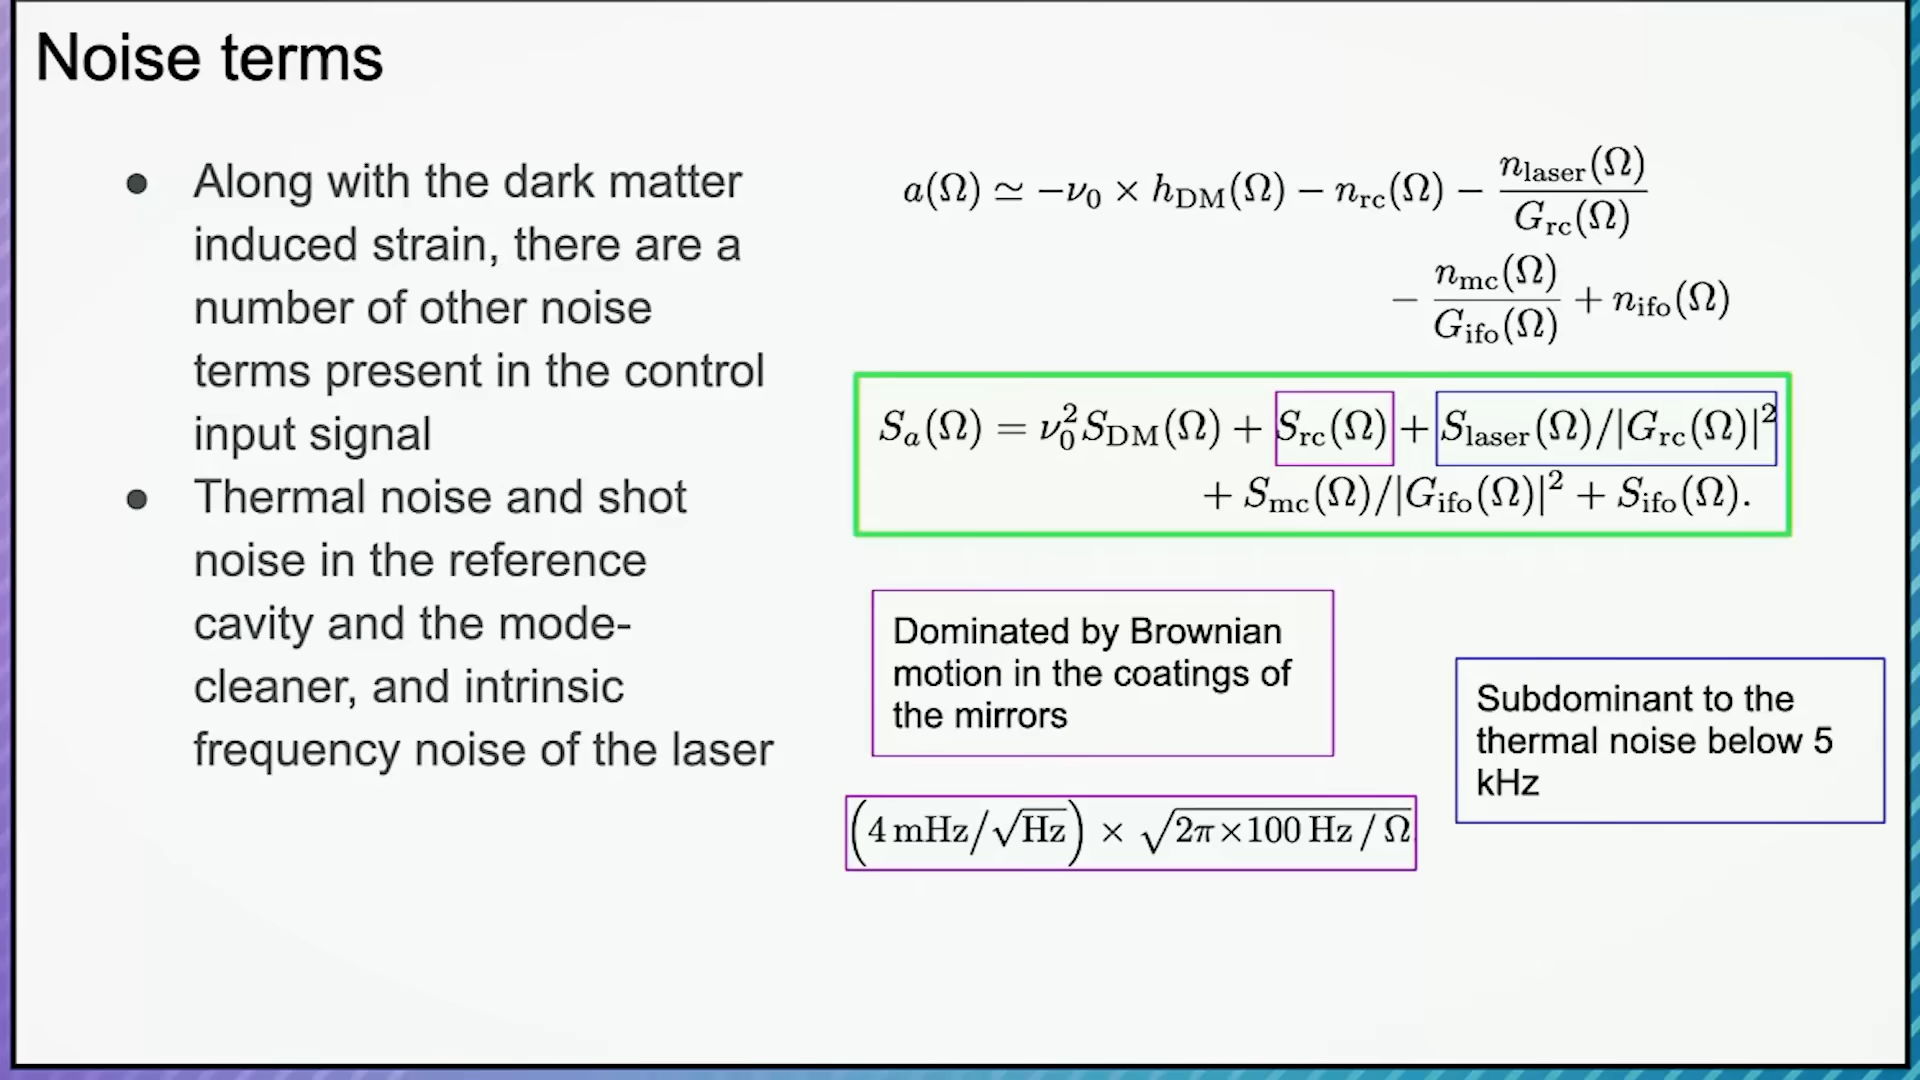 Noise terms
● Along with the dark matter
induced strain, there are a
number of other noise
terms present in the control
input signal
● Thermal noise and shot
noise in the reference
cavity and the mode-
cleaner, and intrinsic
frequency noise of the laser
a(Ω) ≃ −ν₀ × h_DM(Ω) − n_rc(Ω) − n_laser(Ω)/G_rc(Ω)
− n_mc(Ω)/G_ifo(Ω) + n_ifo(Ω)
S_a(Ω) = ν₀² S_DM(Ω) + S_rc(Ω) + S_laser(Ω)/|G_rc(Ω)|²
+ S_mc(Ω)/|G_ifo(Ω)|² + S_ifo(Ω).
Dominated by Brownian
motion in the coatings of
the mirrors
(4 mHz/√Hz) × √(2π×100 Hz / Ω)
Subdominant to the
thermal noise below 5
kHz